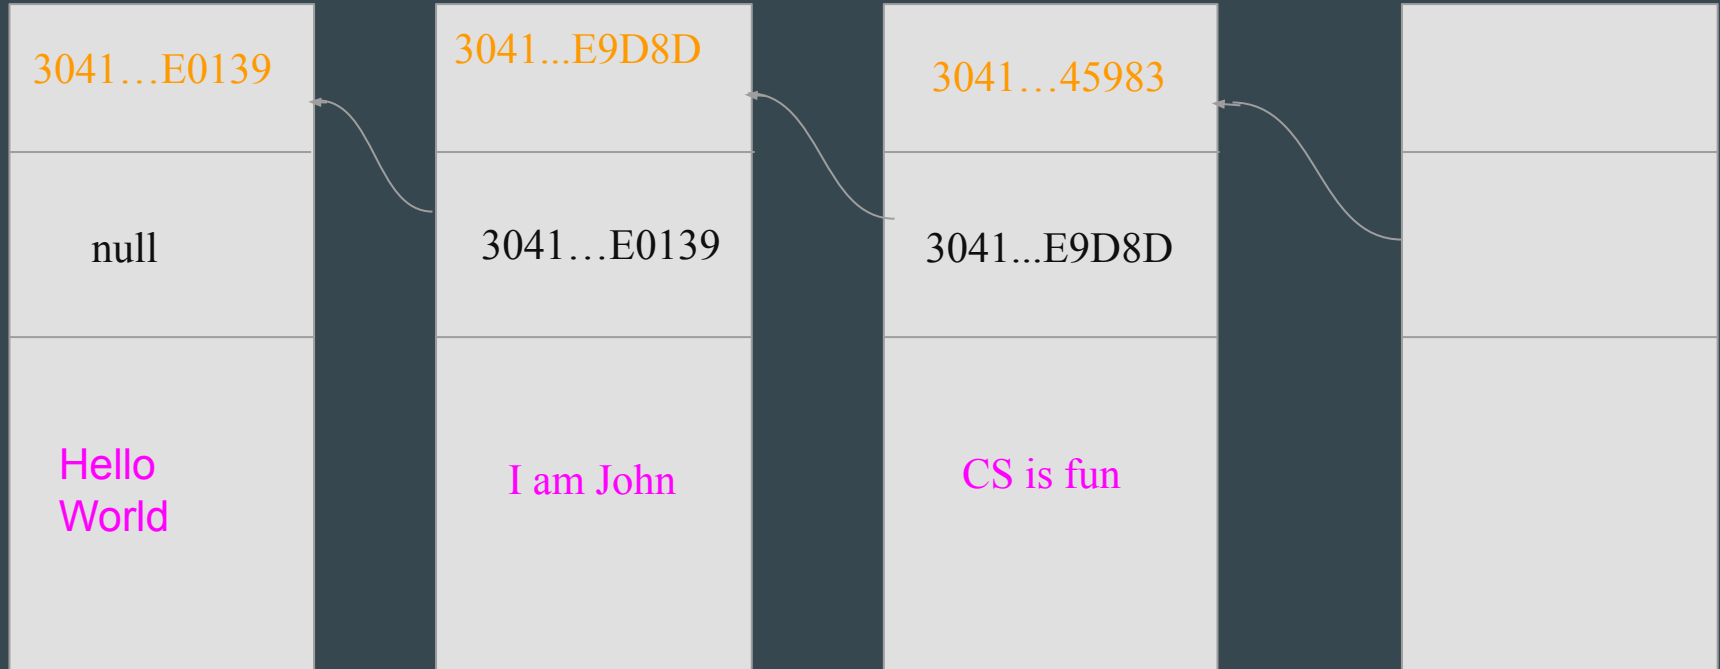 3041…E0139
null
Hello
World
3041...E9D8D
3041…E0139
I am John
3041…45983
3041...E9D8D
CS is fun